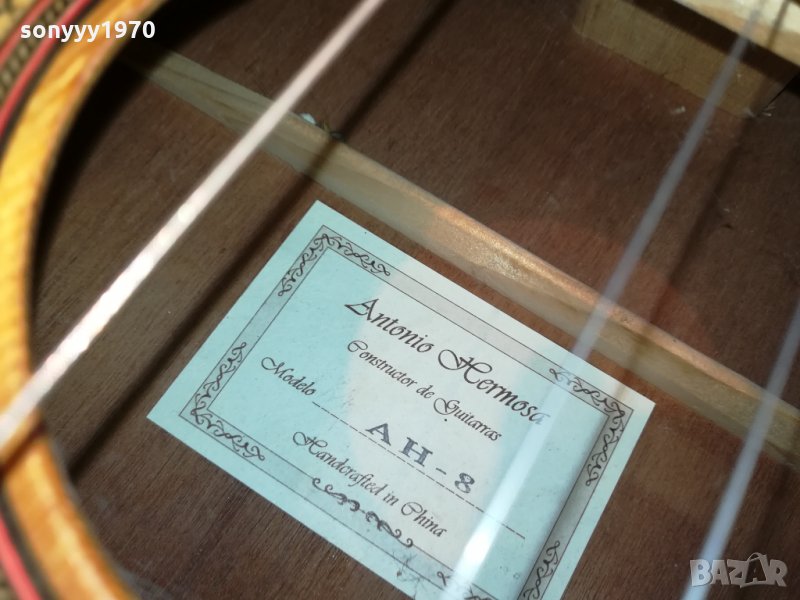 sonyyy1970
Antonio Hermosa
Constructor de Guitarras
Modelo AH-8
Handcrafted in China
BAZAR